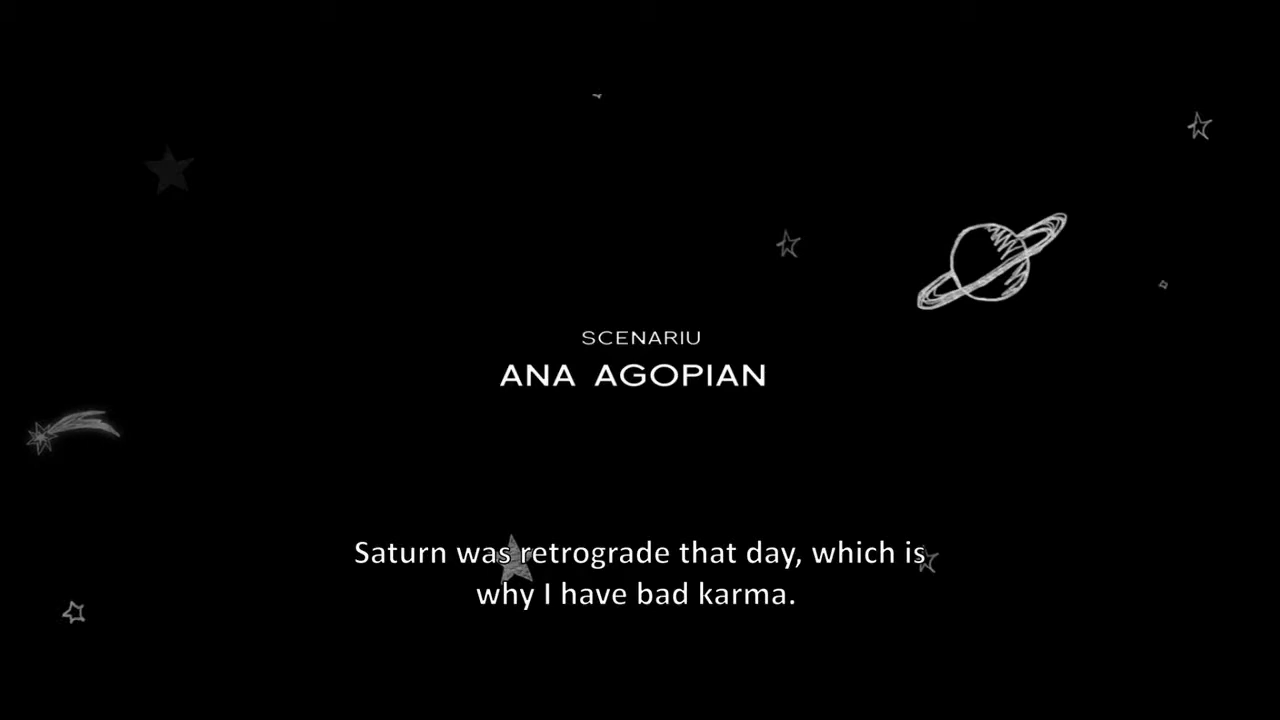 SCENARIU
ANA AGOPIAN
Saturn was retrograde that day, which is
why I have bad karma.